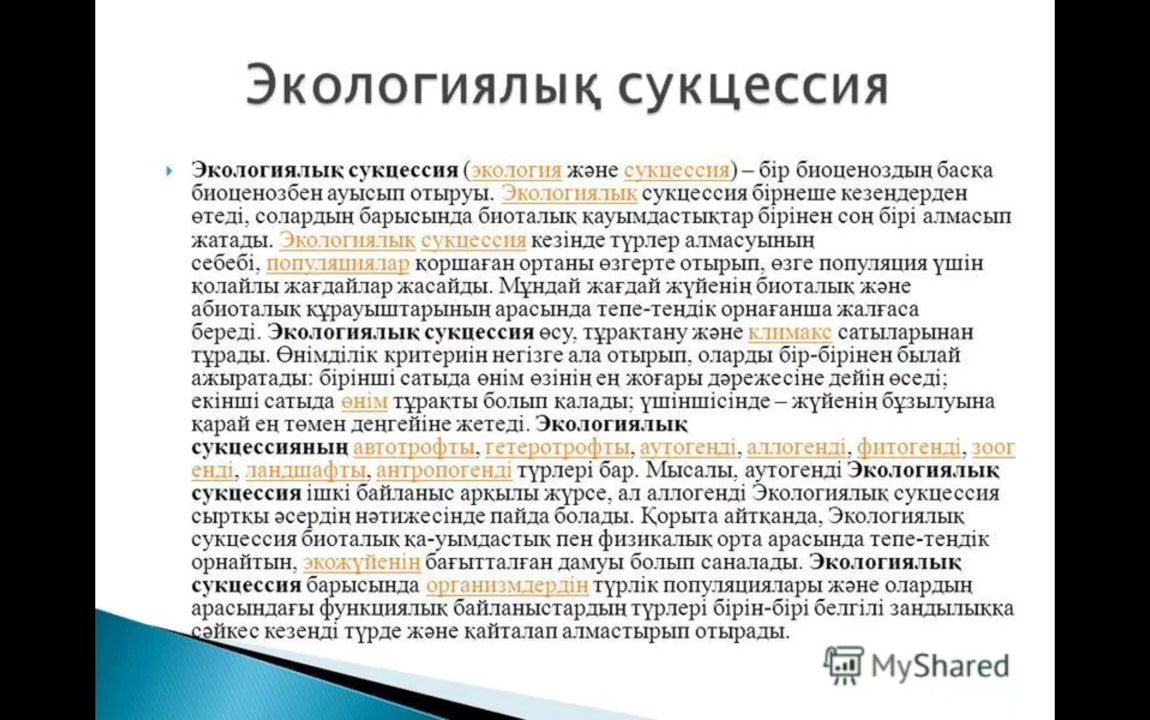 Экологиялық сукцессия
Экологиялық сукцессия (экология және сукцессия) – бір биоценоздың басқа
биоценозбен ауысып отыруы. Экологиялық сукцессия бірнеше кезеңдерден
өтеді, солардың барысында биоталық қауымдастықтар бірінен соң бірі алмасып
жатады. Экологиялық сукцессия кезінде түрлер алмасуының
себебі, популяциялар қоршаған ортаны өзгерте отырып, өзге популяция үшін
қолайлы жағдайлар жасайды. Мұндай жағдай жүйенің биоталық және
абиоталық құрауыштарының арасында тепе-теңдік орнағанша жалғаса
береді. Экологиялық сукцессия өсу, тұрақтану және климакс сатыларынан
тұрады. Өнімділік критериін негізге ала отырып, оларды бір-бірінен былай
ажыратады: бірінші сатыда өнім өзінің ең жоғары дәрежесіне дейін өседі;
екінші сатыда өнім тұрақты болып қалады; үшіншісінде – жүйенің бұзылуына
қарай ең төмен деңгейіне жетеді. Экологиялық
сукцессияның автотрофты, гетеротрофты, аутогенді, аллогенді, фитогенді, зоог
енді, ландшафты, антропогенді түрлері бар. Мысалы, аутогенді Экологиялық
сукцессия ішкі байланыс арқылы жүрсе, ал аллогенді Экологиялық сукцессия
сыртқы әсердің нәтижесінде пайда болады. Қорыта айтқанда, Экологиялық
сукцессия биоталық қа-уымдастық пен физикалық орта арасында тепе-теңдік
орнайтын, экожүйенің бағытталған дамуы болып саналады. Экологиялық
сукцессия барысында организмдердің түрлік популяциялары және олардың
арасындағы функциялық байланыстардың түрлері бірін-бірі белгілі заңдылыққа
сәйкес кезеңді түрде және қайталап алмастырып отырады.
MyShared